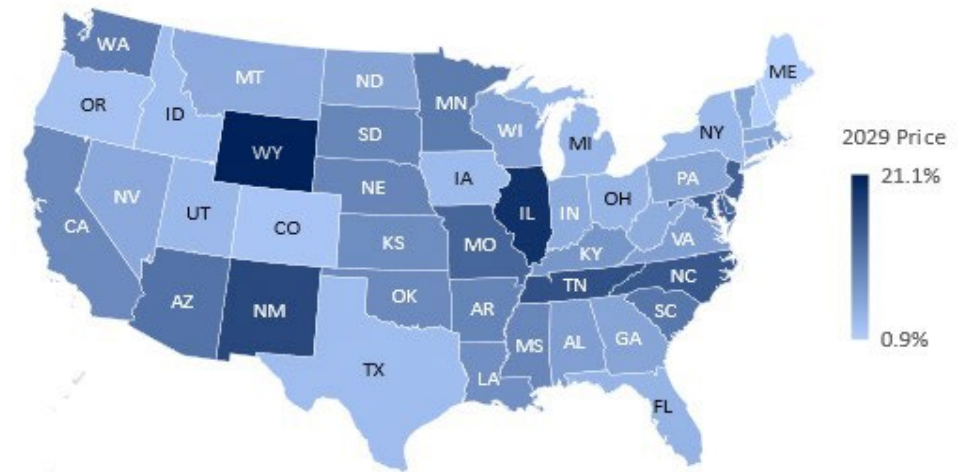 WA
MT
ND
ME
MN
OR
ID
SD
WI
NY
MI
WY
IA
PA
NE
NV
OH
IL
IN
UT
CO
CA
KS
MO
VA
KY
NC
TN
AZ
OK
NM
AR
SC
MS
AL
GA
TX
LA
FL
2029 Price
21.1%
0.9%